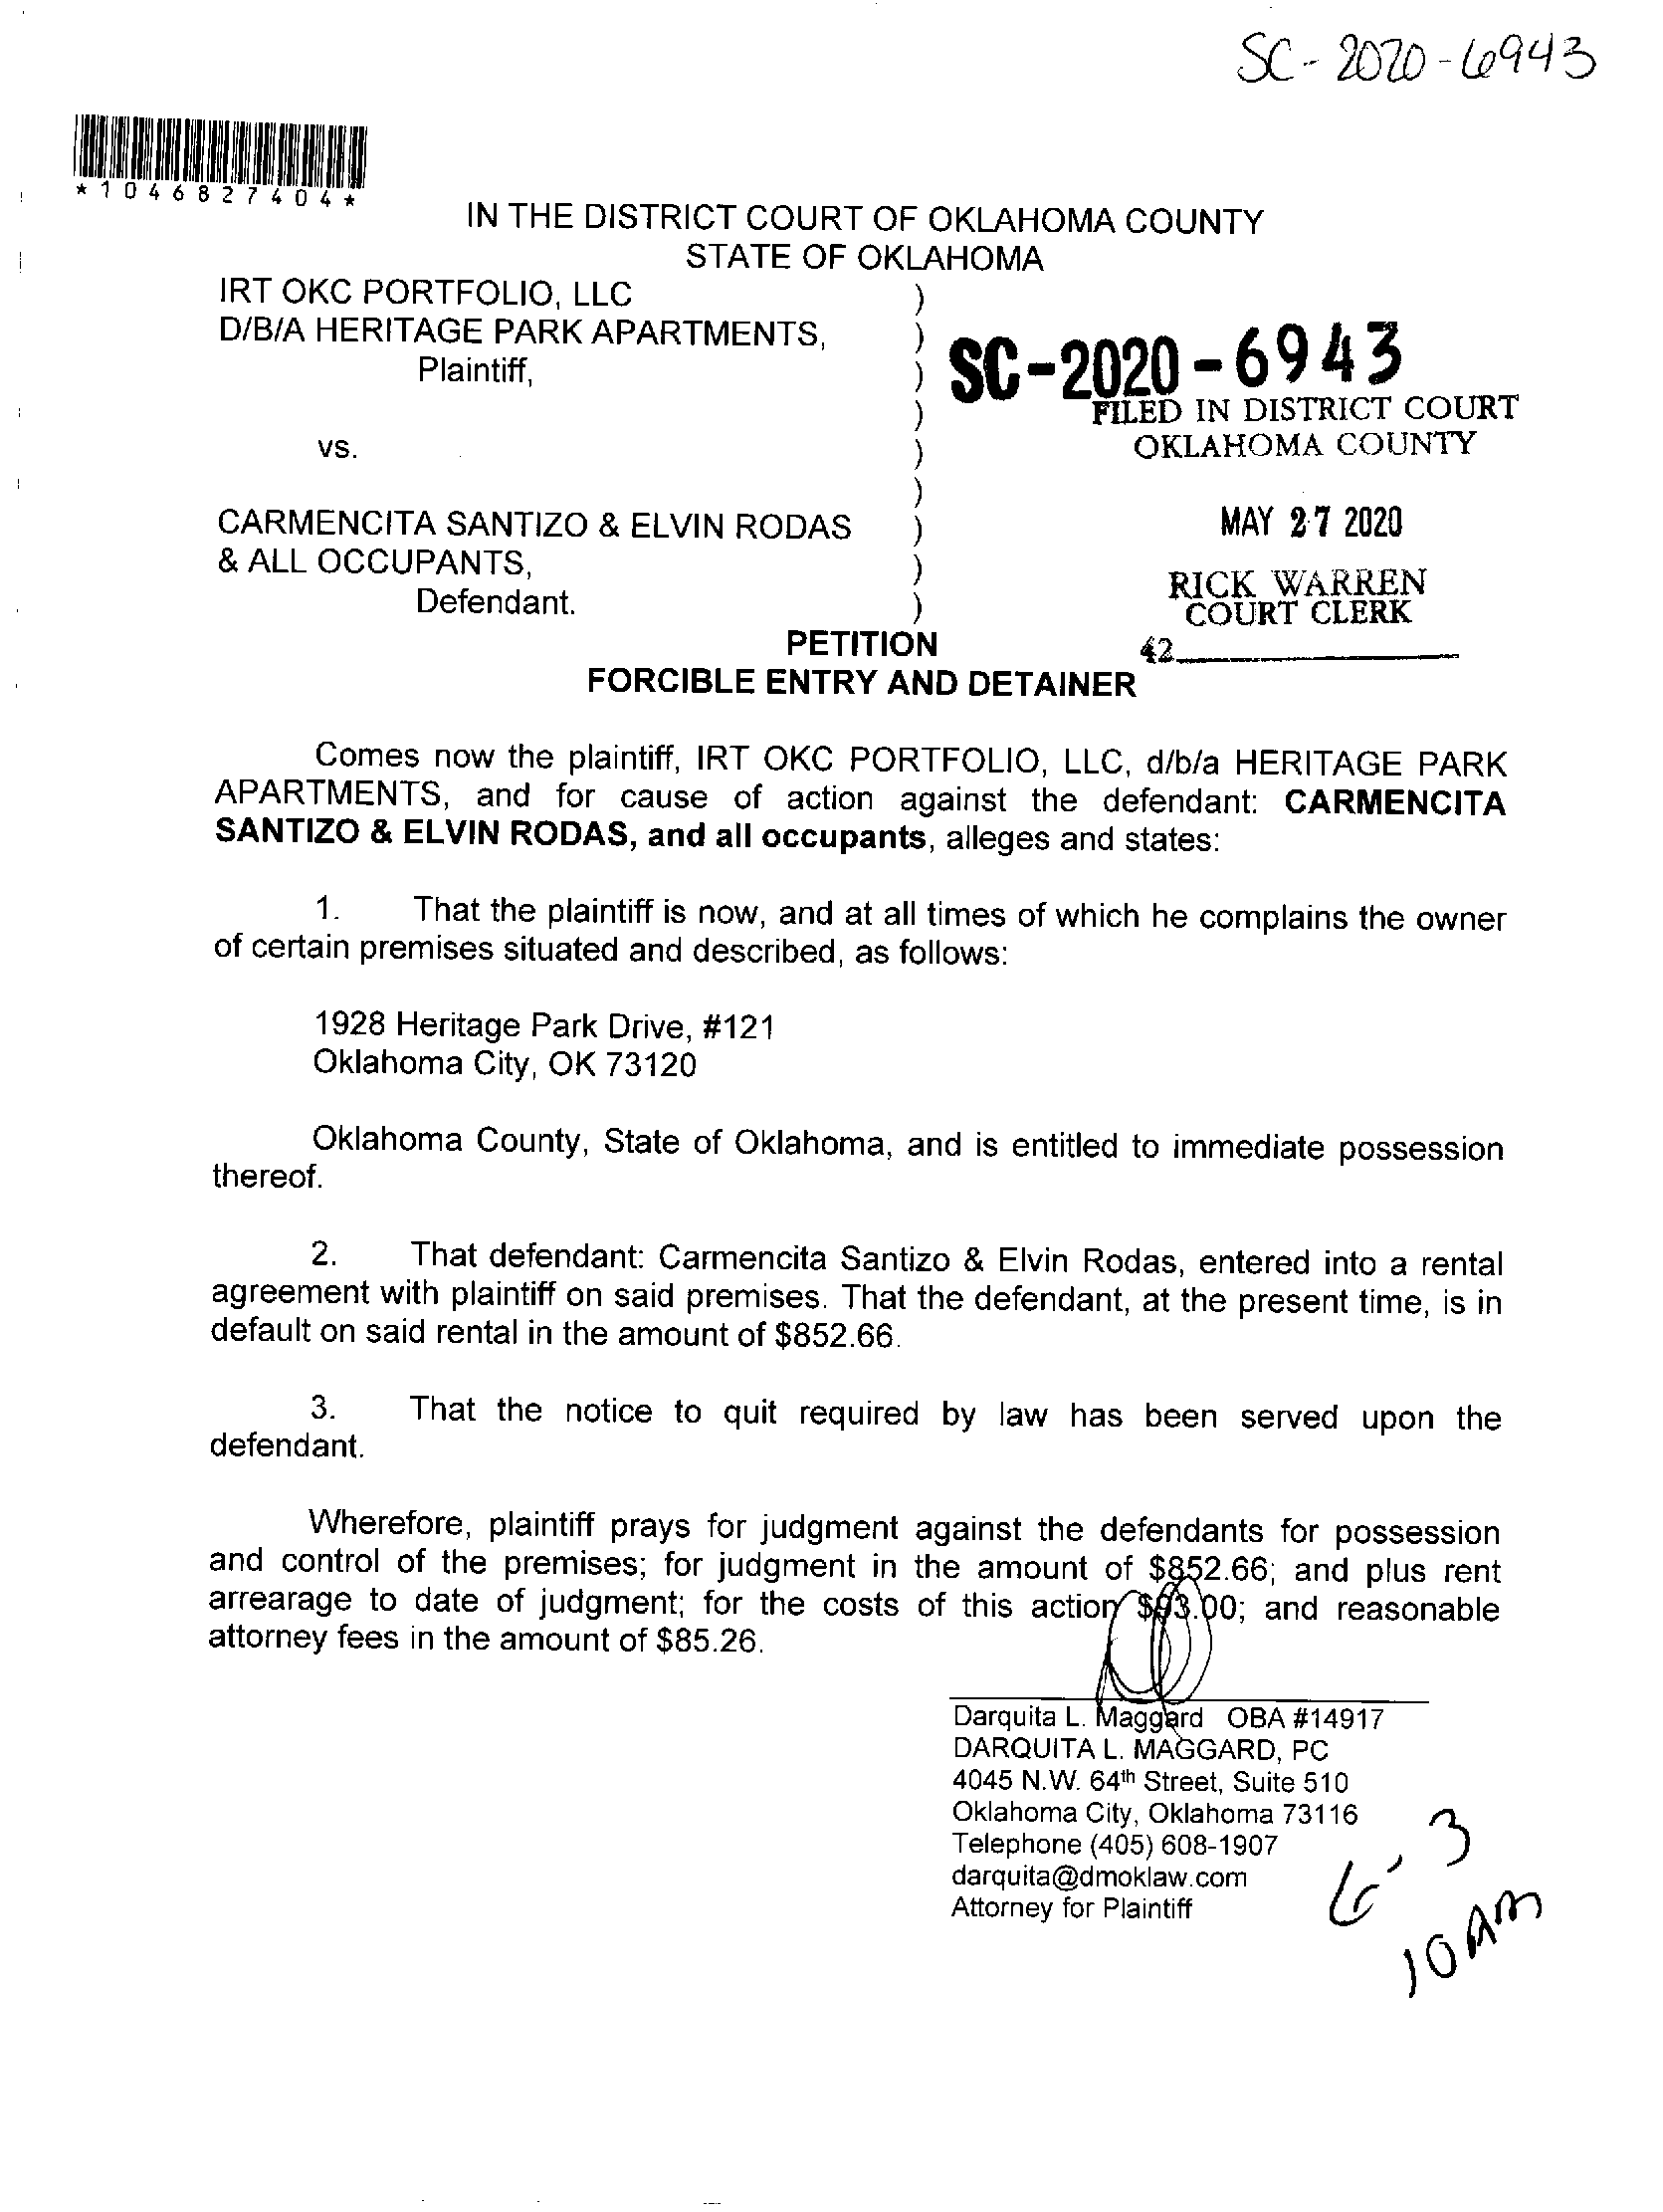 SC-2020-6943
*1046827404*
IN THE DISTRICT COURT OF OKLAHOMA COUNTY
STATE OF OKLAHOMA
IRT OKC PORTFOLIO, LLC )
D/B/A HERITAGE PARK APARTMENTS, )
Plaintiff, )
SC-2020-6943
)
FILED IN DISTRICT COURT
OKLAHOMA COUNTY
vs. )
)
CARMENCITA SANTIZO & ELVIN RODAS )
MAY 27 2020
& ALL OCCUPANTS, )
RICK WARREN
COURT CLERK
Defendant. )
PETITION
42
FORCIBLE ENTRY AND DETAINER
Comes now the plaintiff, IRT OKC PORTFOLIO, LLC, d/b/a HERITAGE PARK
APARTMENTS, and for cause of action against the defendant: CARMENCITA
SANTIZO & ELVIN RODAS, and all occupants, alleges and states:
1. That the plaintiff is now, and at all times of which he complains the owner
of certain premises situated and described, as follows:
1928 Heritage Park Drive, #121
Oklahoma City, OK 73120
Oklahoma County, State of Oklahoma, and is entitled to immediate possession
thereof.
2. That defendant: Carmencita Santizo & Elvin Rodas, entered into a rental
agreement with plaintiff on said premises. That the defendant, at the present time, is in
default on said rental in the amount of $852.66.
3. That the notice to quit required by law has been served upon the
defendant.
Wherefore, plaintiff prays for judgment against the defendants for possession
and control of the premises; for judgment in the amount of $852.66; and plus rent
arrearage to date of judgment; for the costs of this action $93.00; and reasonable
attorney fees in the amount of $85.26.
Darquita L. Maggard OBA #14917
DARQUITA L. MAGGARD, PC
4045 N.W. 64th Street, Suite 510
Oklahoma City, Oklahoma 73116
Telephone (405) 608-1907
darquita@dmoklaw.com
Attorney for Plaintiff
6-3
10 AM